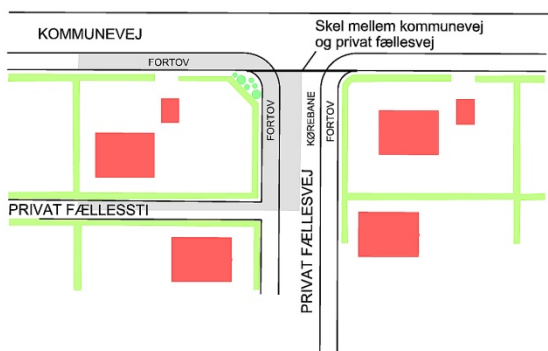 Skel mellem kommunevej
og privat fællesvej
KOMMUNEVEJ
FORTOV
FORTOV
KØREBANE
FORTOV
PRIVAT FÆLLESSTI
PRIVAT FÆLLESVEJ